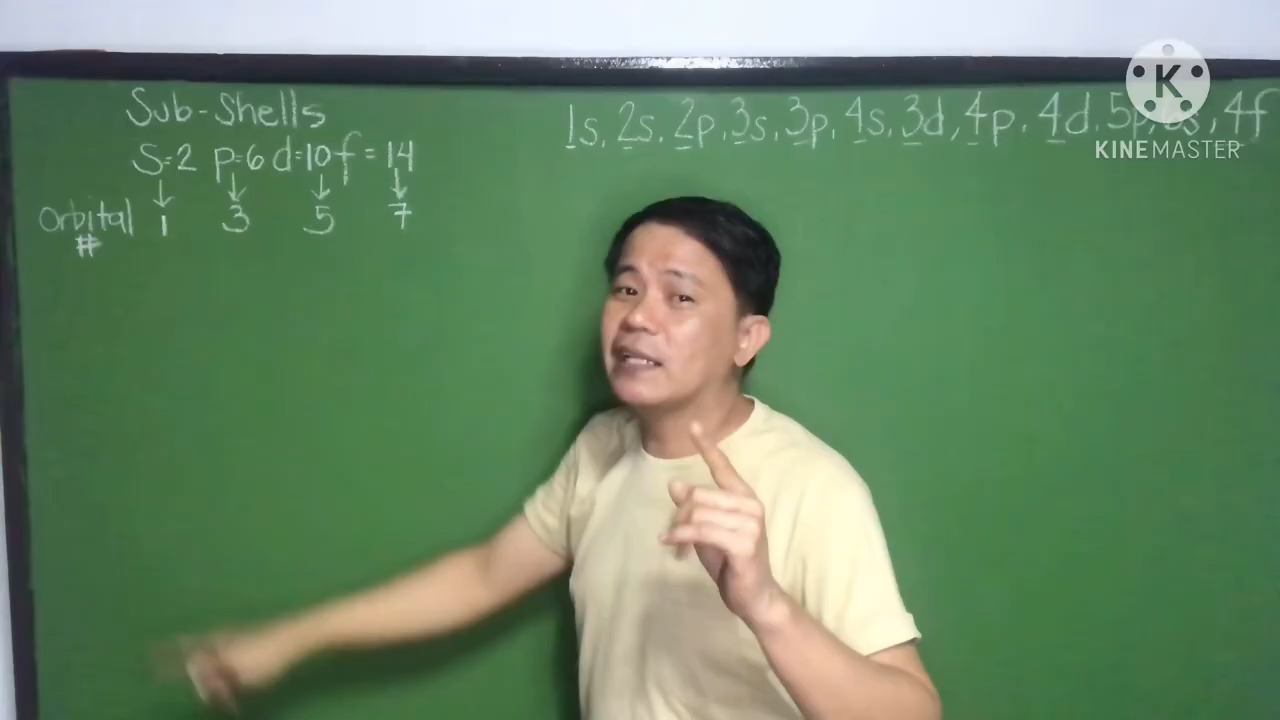 Sub-Shells
S=2 p=6 d=10 f=14
orbital 1 3 5 7
#
1s, 2s, 2p, 3s, 3p, 4s, 3d, 4p, 4d, 5p, 6s, 4f
K
KINEMASTER